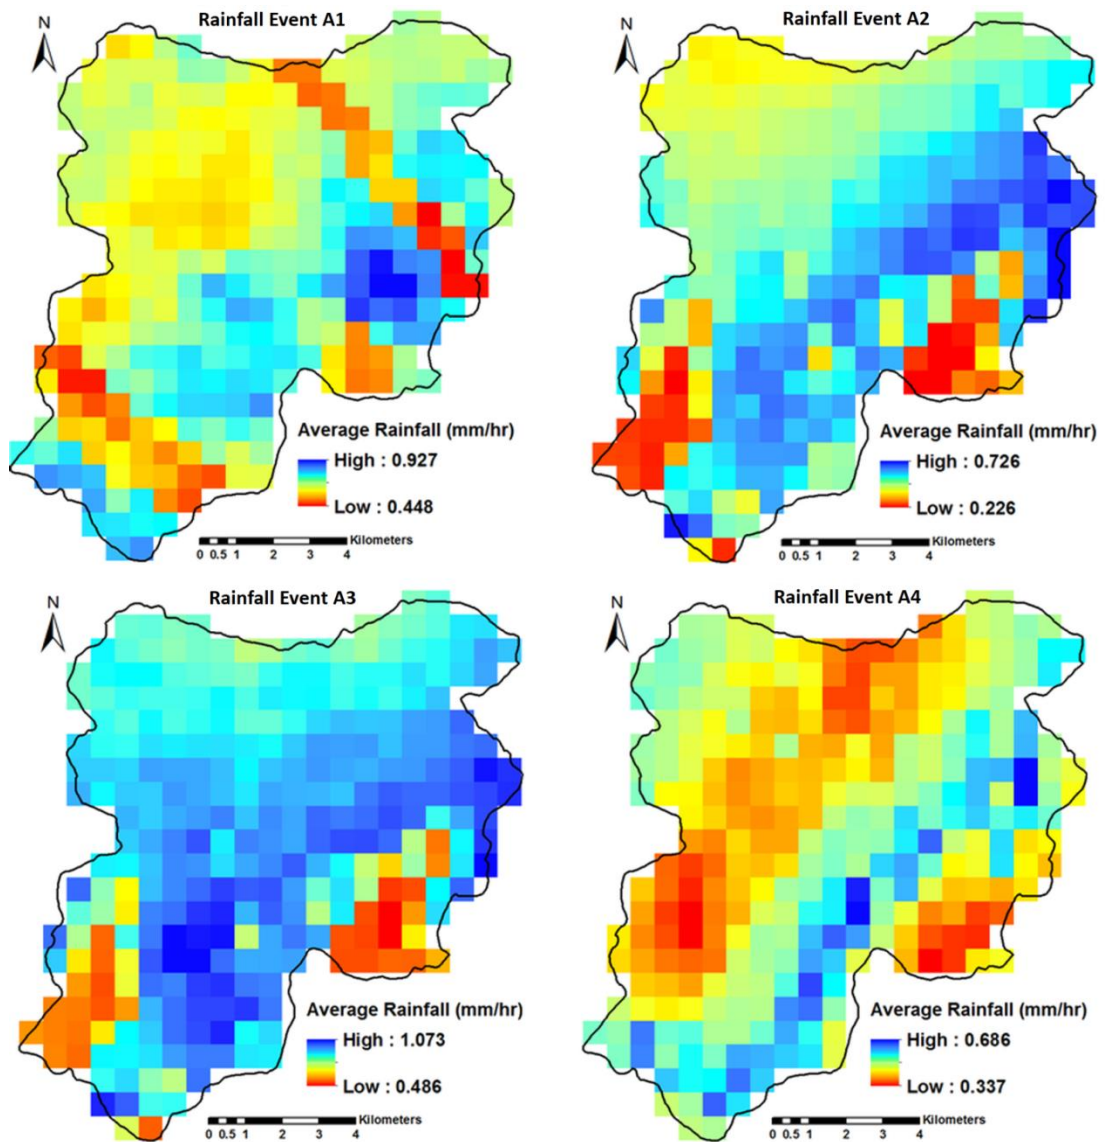 Rainfall Event A1
N
Average Rainfall (mm/hr)
High : 0.927
Low : 0.448
Kilometers
0 0.5 1 2 3 4
Rainfall Event A2
N
Average Rainfall (mm/hr)
High : 0.726
Low : 0.226
Kilometers
0 0.5 1 2 3 4
Rainfall Event A3
N
Average Rainfall (mm/hr)
High : 1.073
Low : 0.486
Kilometers
0 0.5 1 2 3 4
Rainfall Event A4
N
Average Rainfall (mm/hr)
High : 0.686
Low : 0.337
Kilometers
0 0.5 1 2 3 4